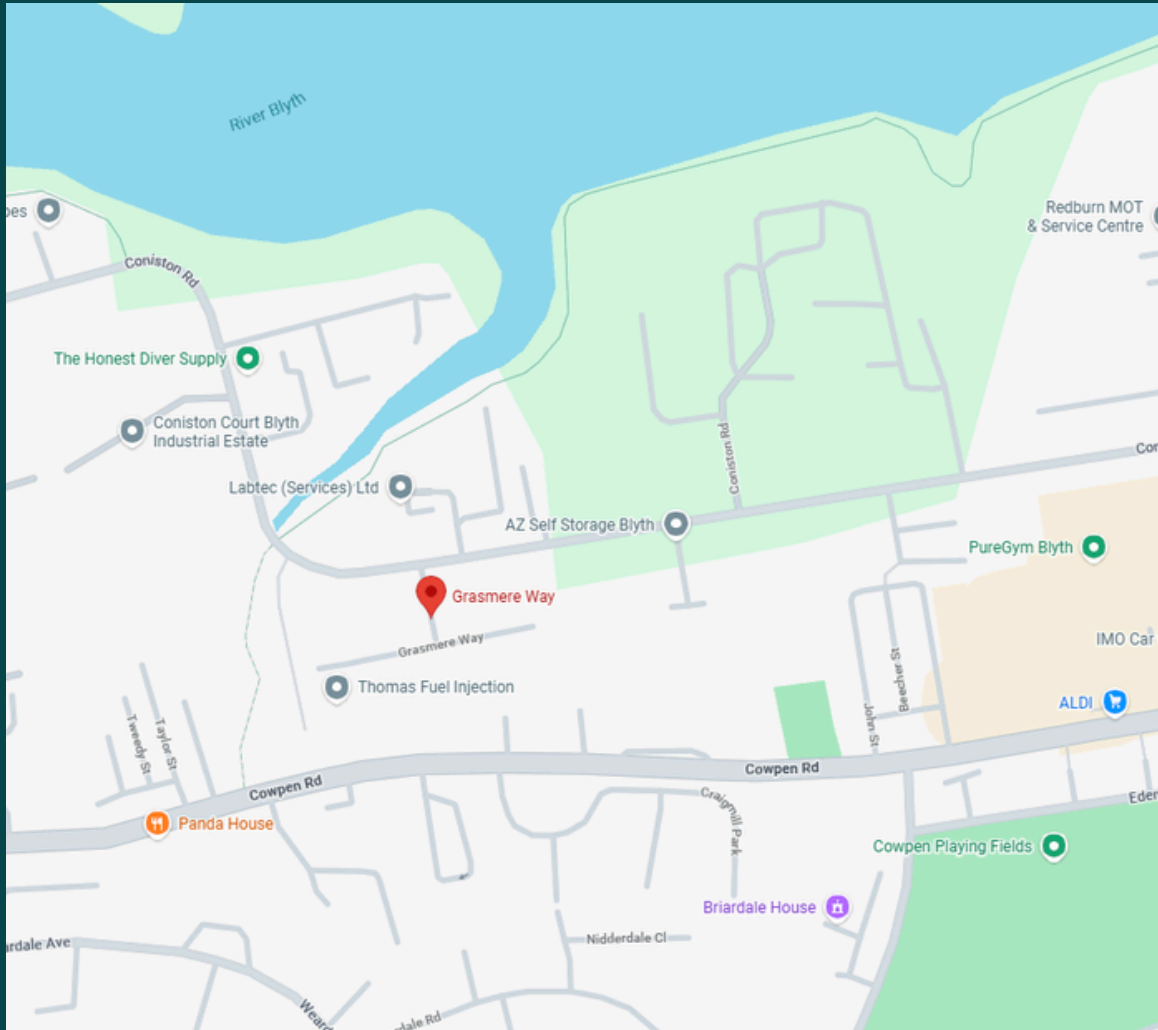 River Blyth
Redburn MOT
& Service Centre
Coniston Rd
The Honest Diver Supply
Coniston Court Blyth
Industrial Estate
Coniston Rd
Labtec (Services) Ltd
AZ Self Storage Blyth
PureGym Blyth
Grasmere Way
Grasmere Way
IMO Car
Thomas Fuel Injection
Beecher St
ALDI
John St
Tweedy St
Taylor St
Cowpen Rd
Cowpen Rd
Craigmill Park
Panda House
Cowpen Playing Fields
Briardale House
Nidderdale Cl
Ave
Rd